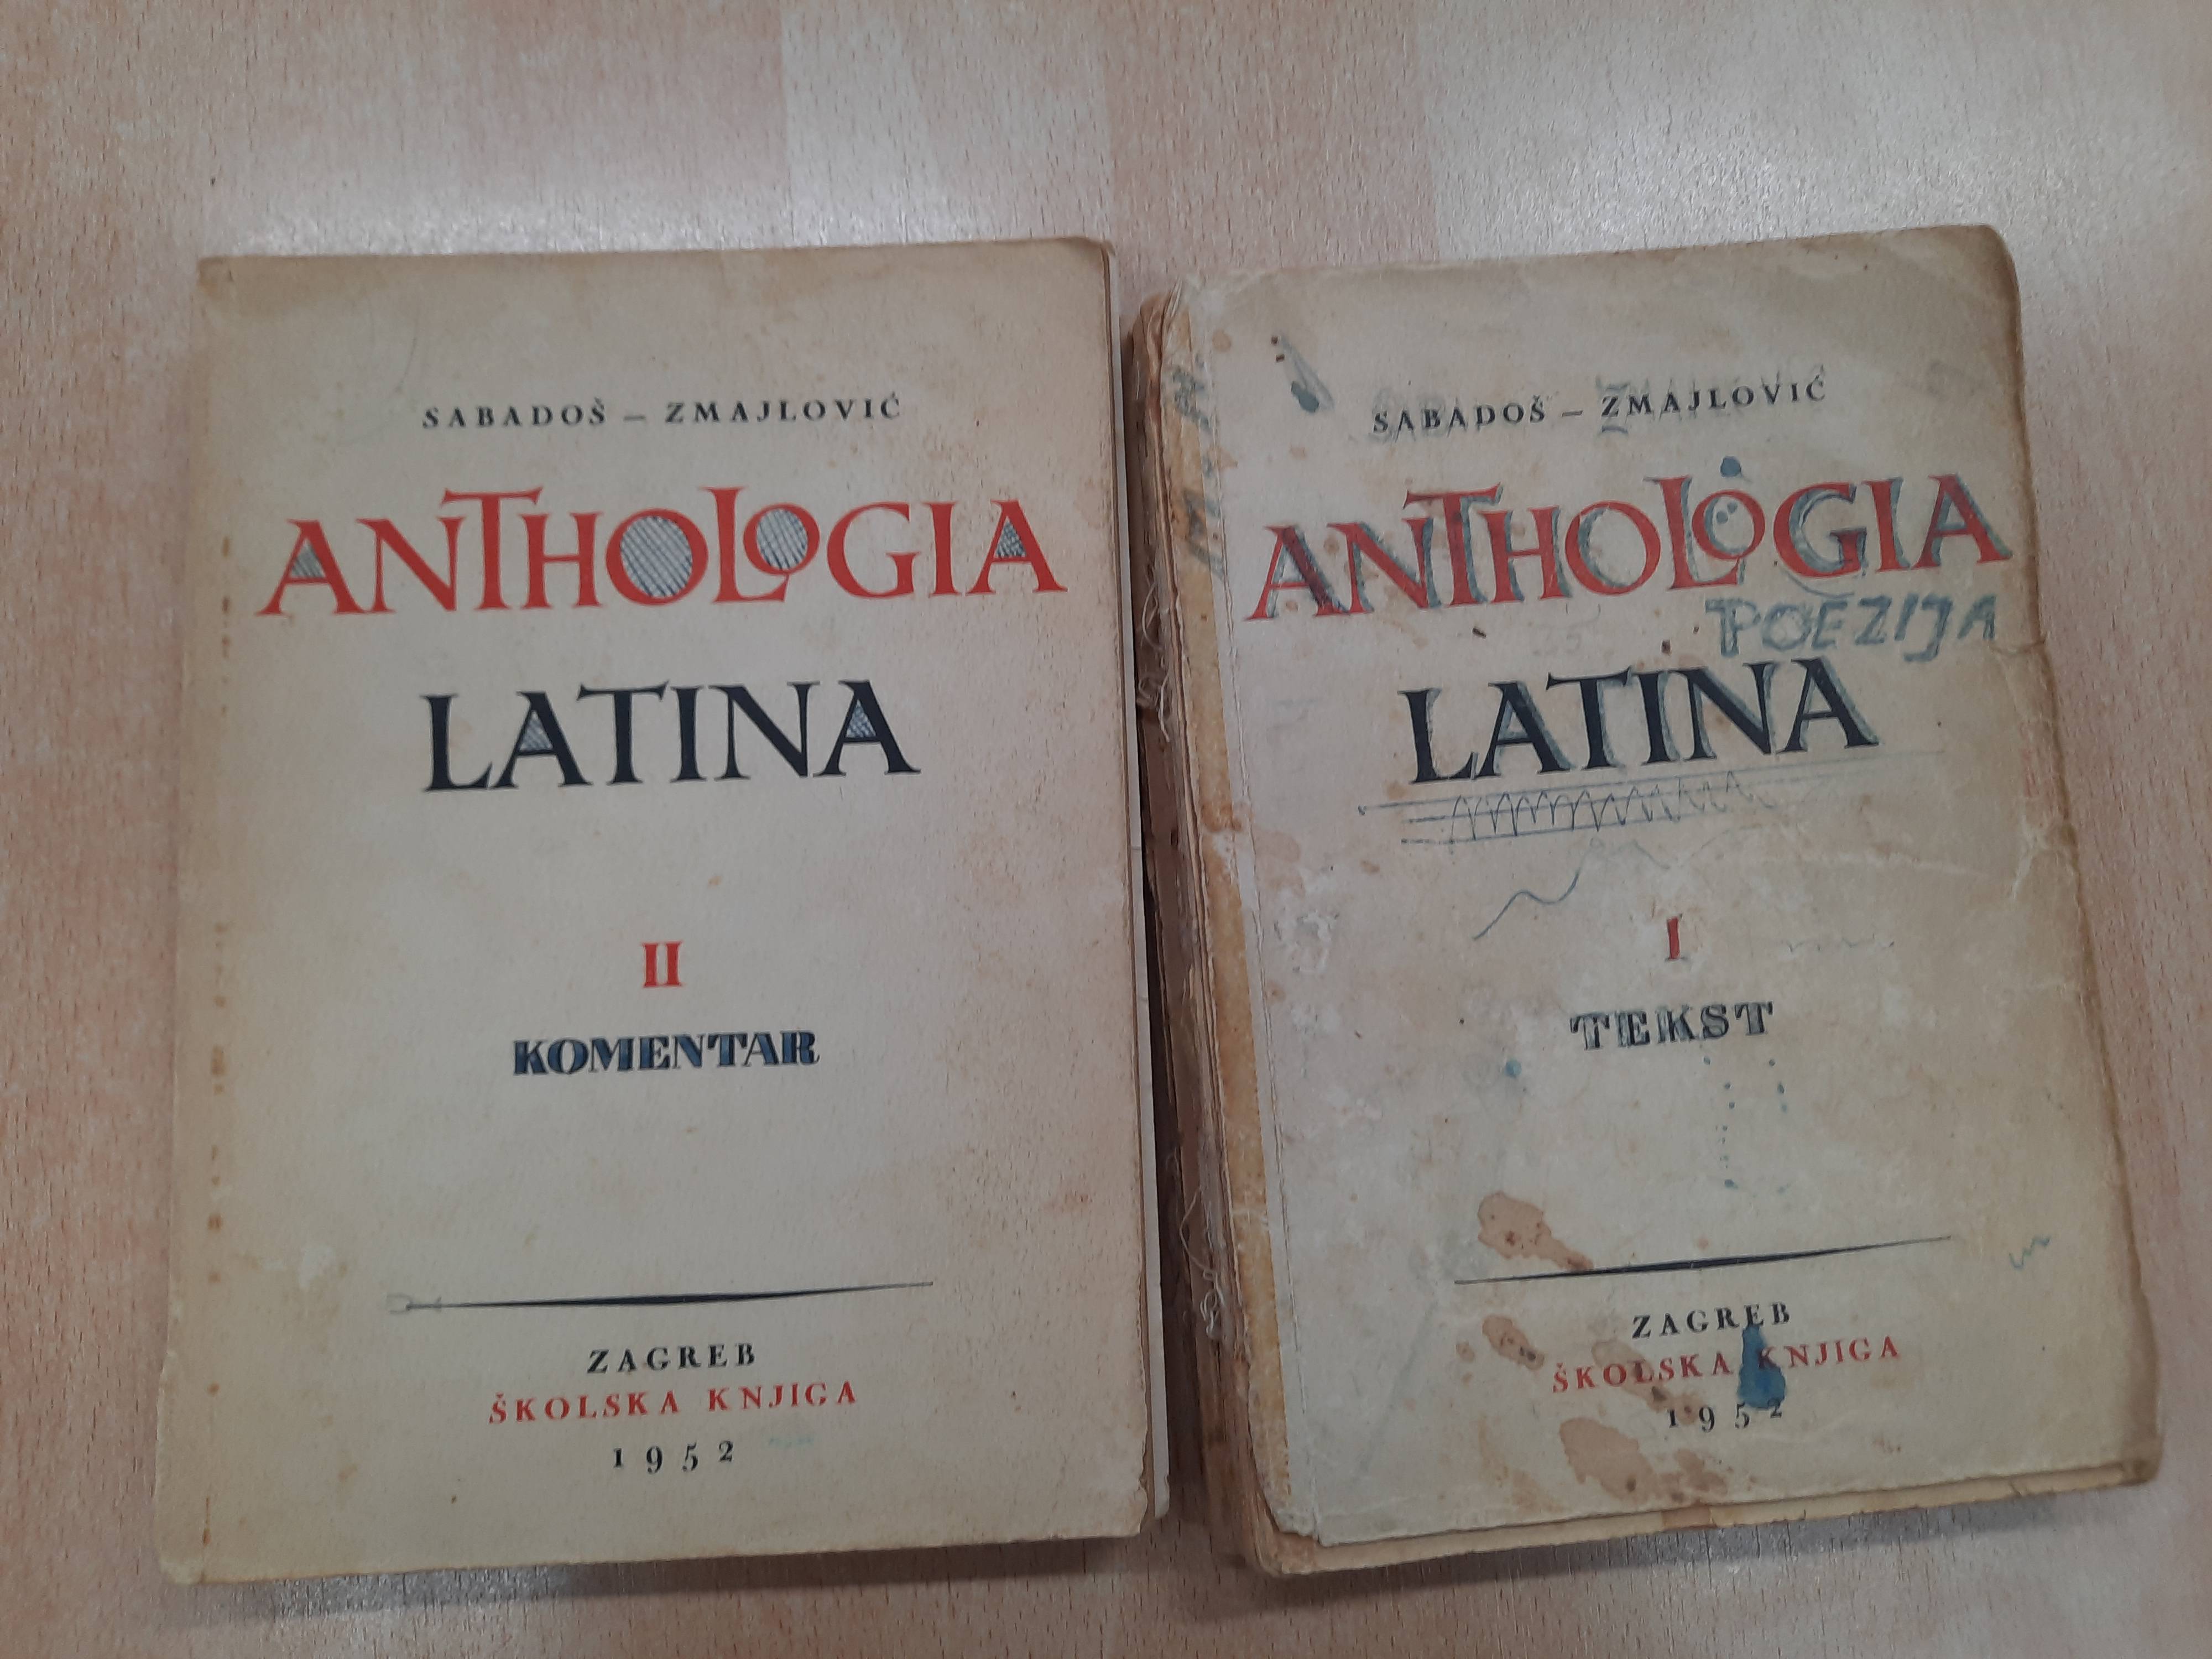 SABADOŠ – ZMAJLOVIĆ
ANTHOLOGIA
LATINA
II
KOMENTAR
ZAGREB
ŠKOLSKA KNJIGA
1952
SABADOŠ – ZMAJLOVIĆ
ANTHOLOGIA
POEZIJA
LATINA
I
TEKST
ZAGREB
ŠKOLSKA KNJIGA
1952